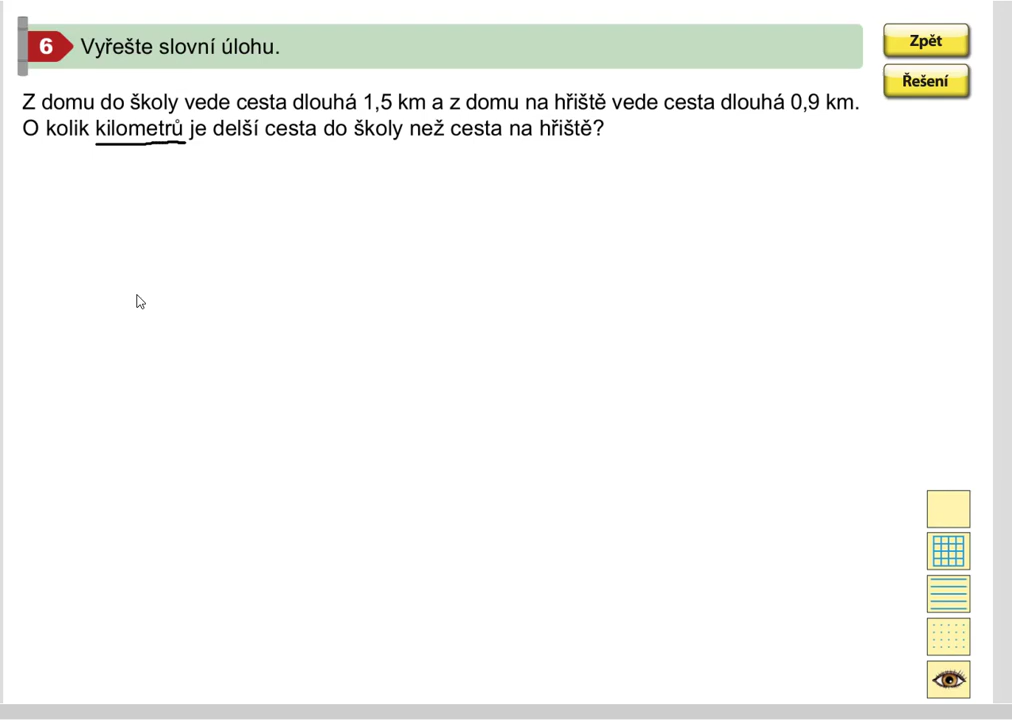 6 Vyřešte slovní úlohu.
Zpět
Řešení
Z domu do školy vede cesta dlouhá 1,5 km a z domu na hřiště vede cesta dlouhá 0,9 km.
O kolik kilometrů je delší cesta do školy než cesta na hřiště?